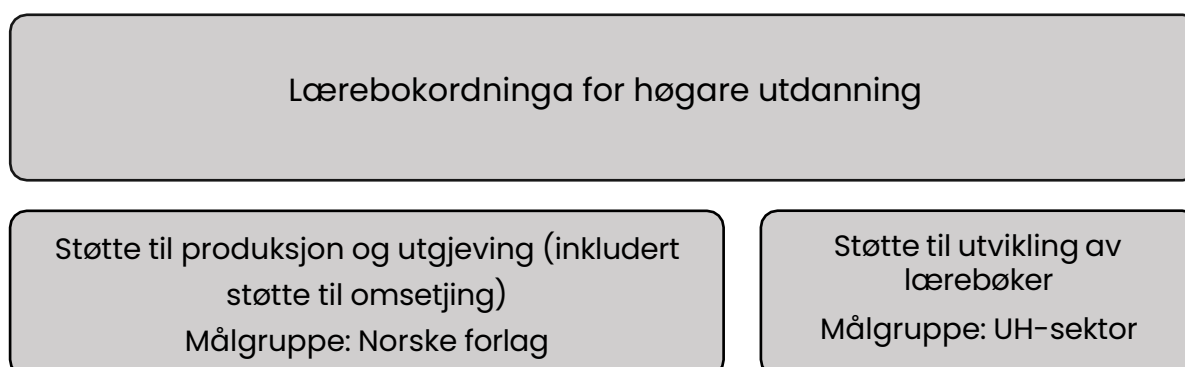 Lærebokordninga for høgare utdanning
Støtte til produksjon og utgjeving (inkludert
støtte til omsetjing)
Målgruppe: Norske forlag
Støtte til utvikling av
lærebøker
Målgruppe: UH-sektor